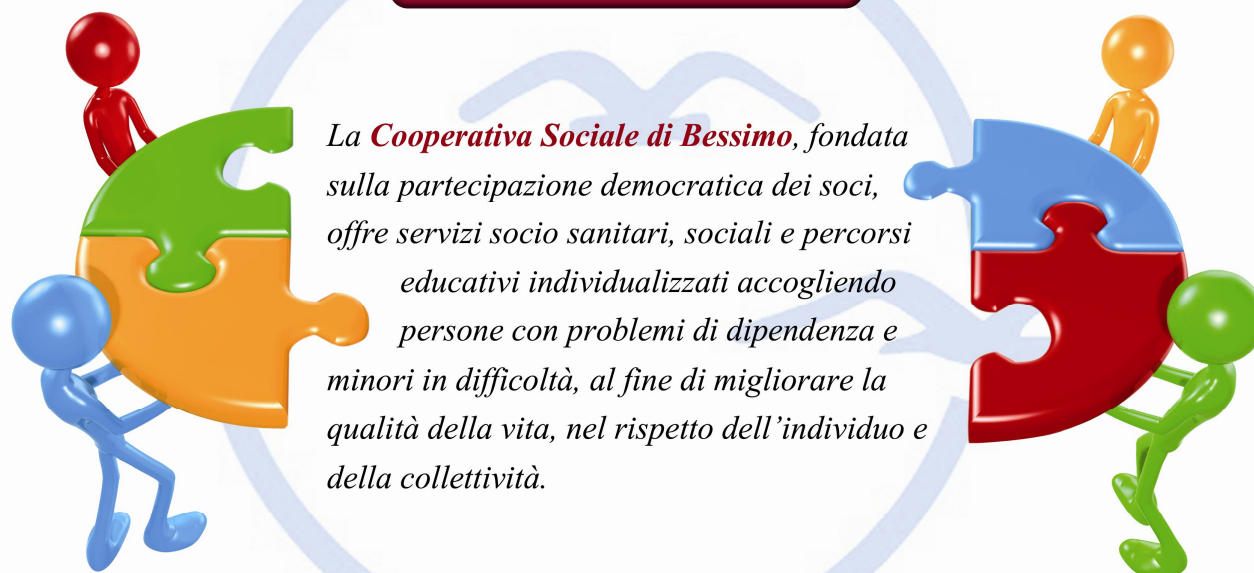 La Cooperativa Sociale di Bessimo, fondata
sulla partecipazione democratica dei soci,
offre servizi socio sanitari, sociali e percorsi
educativi individualizzati accogliendo
persone con problemi di dipendenza e
minori in difficoltà, al fine di migliorare la
qualità della vita, nel rispetto dell’individuo e
della collettività.